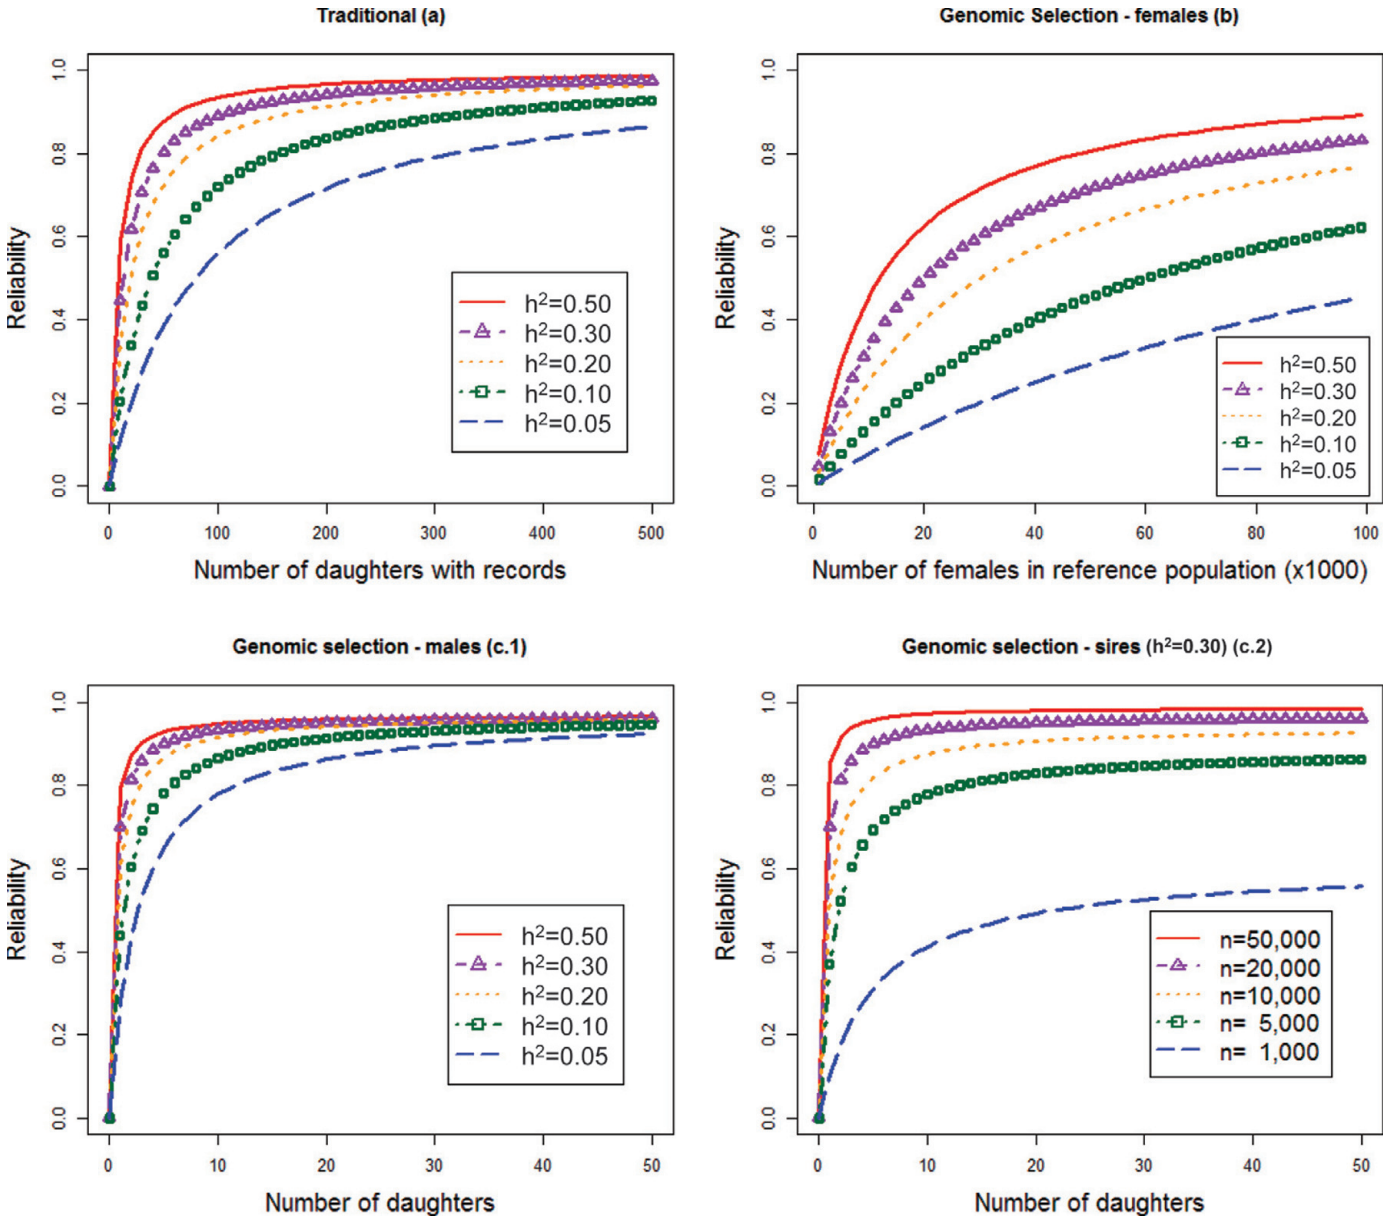 Traditional (a)
Reliability
1.0
0.8
0.6
0.4
0.2
0.0
h²=0.50
h²=0.30
h²=0.20
h²=0.10
h²=0.05
0 100 200 300 400 500
Number of daughters with records
Genomic Selection - females (b)
Reliability
1.0
0.8
0.6
0.4
0.2
0.0
h²=0.50
h²=0.30
h²=0.20
h²=0.10
h²=0.05
0 20 40 60 80 100
Number of females in reference population (x1000)
Genomic selection - males (c.1)
Reliability
1.0
0.8
0.6
0.4
0.2
0.0
h²=0.50
h²=0.30
h²=0.20
h²=0.10
h²=0.05
0 10 20 30 40 50
Number of daughters
Genomic selection - sires (h²=0.30) (c.2)
Reliability
1.0
0.8
0.6
0.4
0.2
0.0
n=50,000
n=20,000
n=10,000
n= 5,000
n= 1,000
0 10 20 30 40 50
Number of daughters